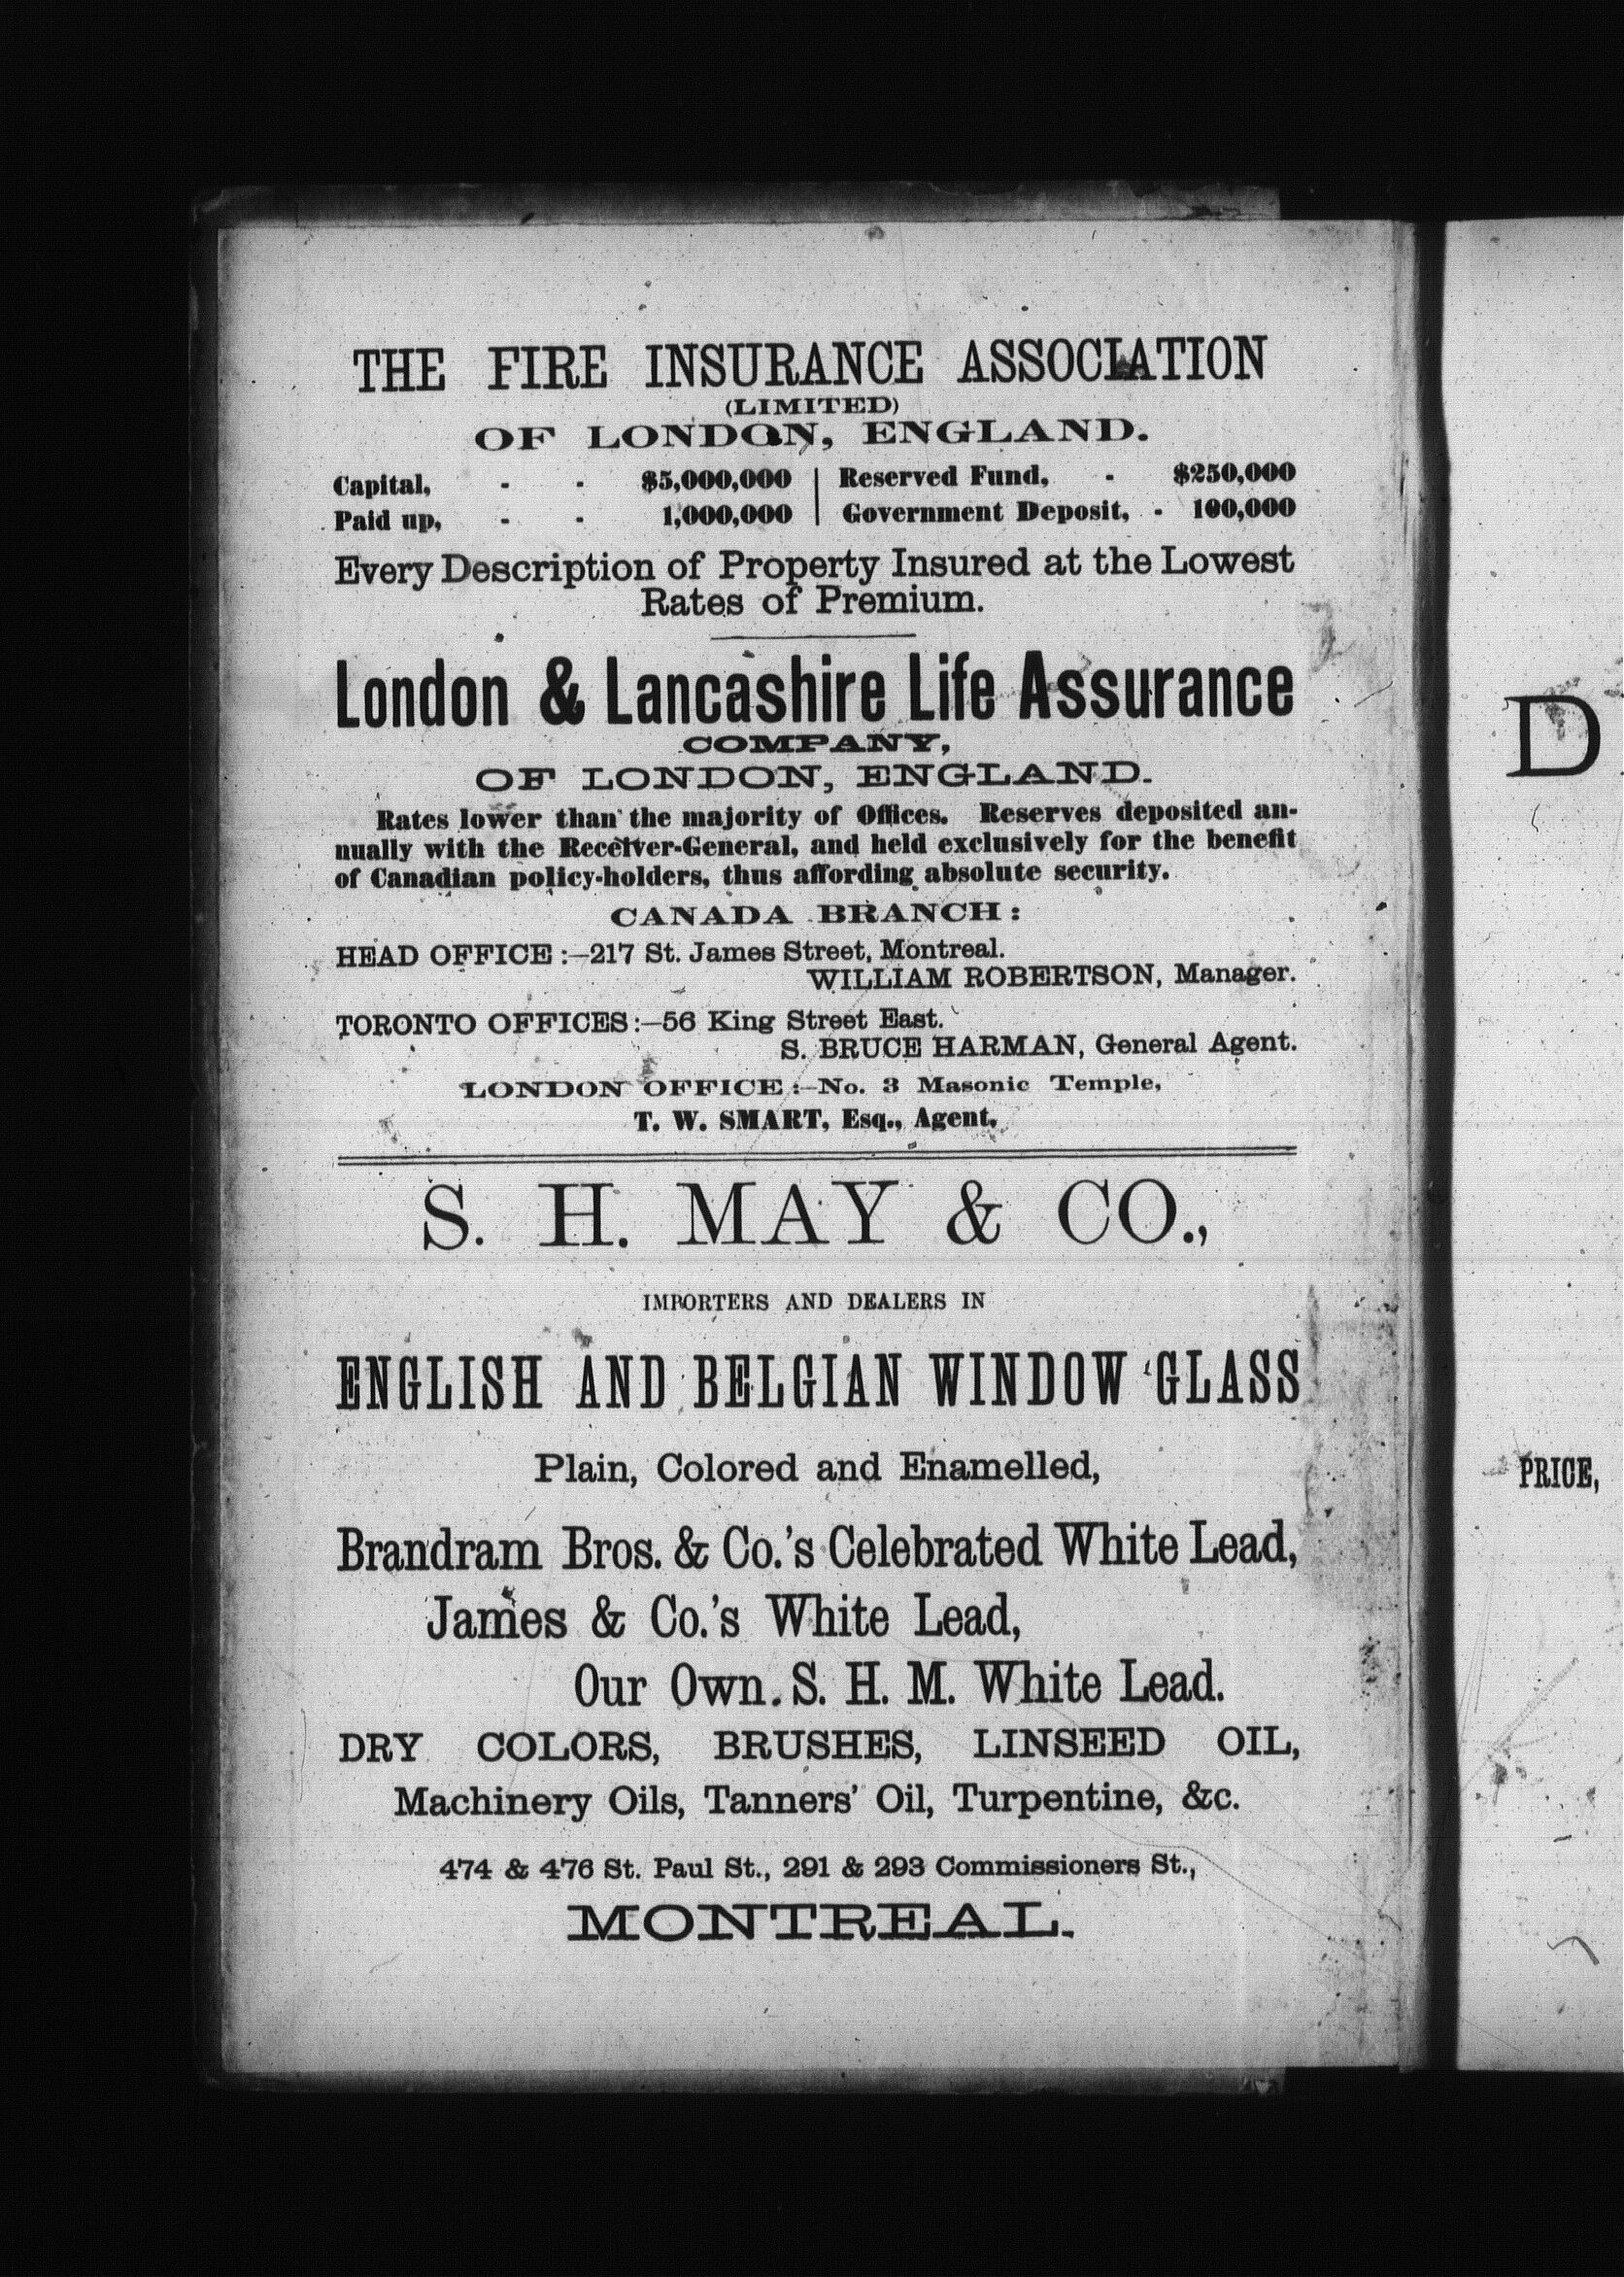 THE FIRE INSURANCE ASSOCIATION
(LIMITED)
OF LONDON, ENGLAND.
Capital, - - $5,000,000 | Reserved Fund, - $250,000
Paid up, - - 1,000,000 | Government Deposit, - 100,000
Every Description of Property Insured at the Lowest
Rates of Premium.
London & Lancashire Life Assurance
COMPANY,
OF LONDON, ENGLAND.
Rates lower than the majority of Offices. Reserves deposited an-
nually with the Receiver-General, and held exclusively for the benefit
of Canadian policy-holders, thus affording absolute security.
CANADA BRANCH:
HEAD OFFICE:—217 St. James Street, Montreal.
WILLIAM ROBERTSON, Manager.
TORONTO OFFICES:—56 King Street East.
S. BRUCE HARMAN, General Agent.
LONDON OFFICE:—No. 3 Masonic Temple,
T. W. SMART, Esq., Agent.
S. H. MAY & CO.,
IMPORTERS AND DEALERS IN
ENGLISH AND BELGIAN WINDOW GLASS
Plain, Colored and Enamelled,
Brandram Bros. & Co.'s Celebrated White Lead,
James & Co.'s White Lead,
Our Own S. H. M. White Lead.
DRY COLORS, BRUSHES, LINSEED OIL,
Machinery Oils, Tanners' Oil, Turpentine, &c.
474 & 476 St. Paul St., 291 & 293 Commissioners St.,
MONTREAL.
D
PRICE,